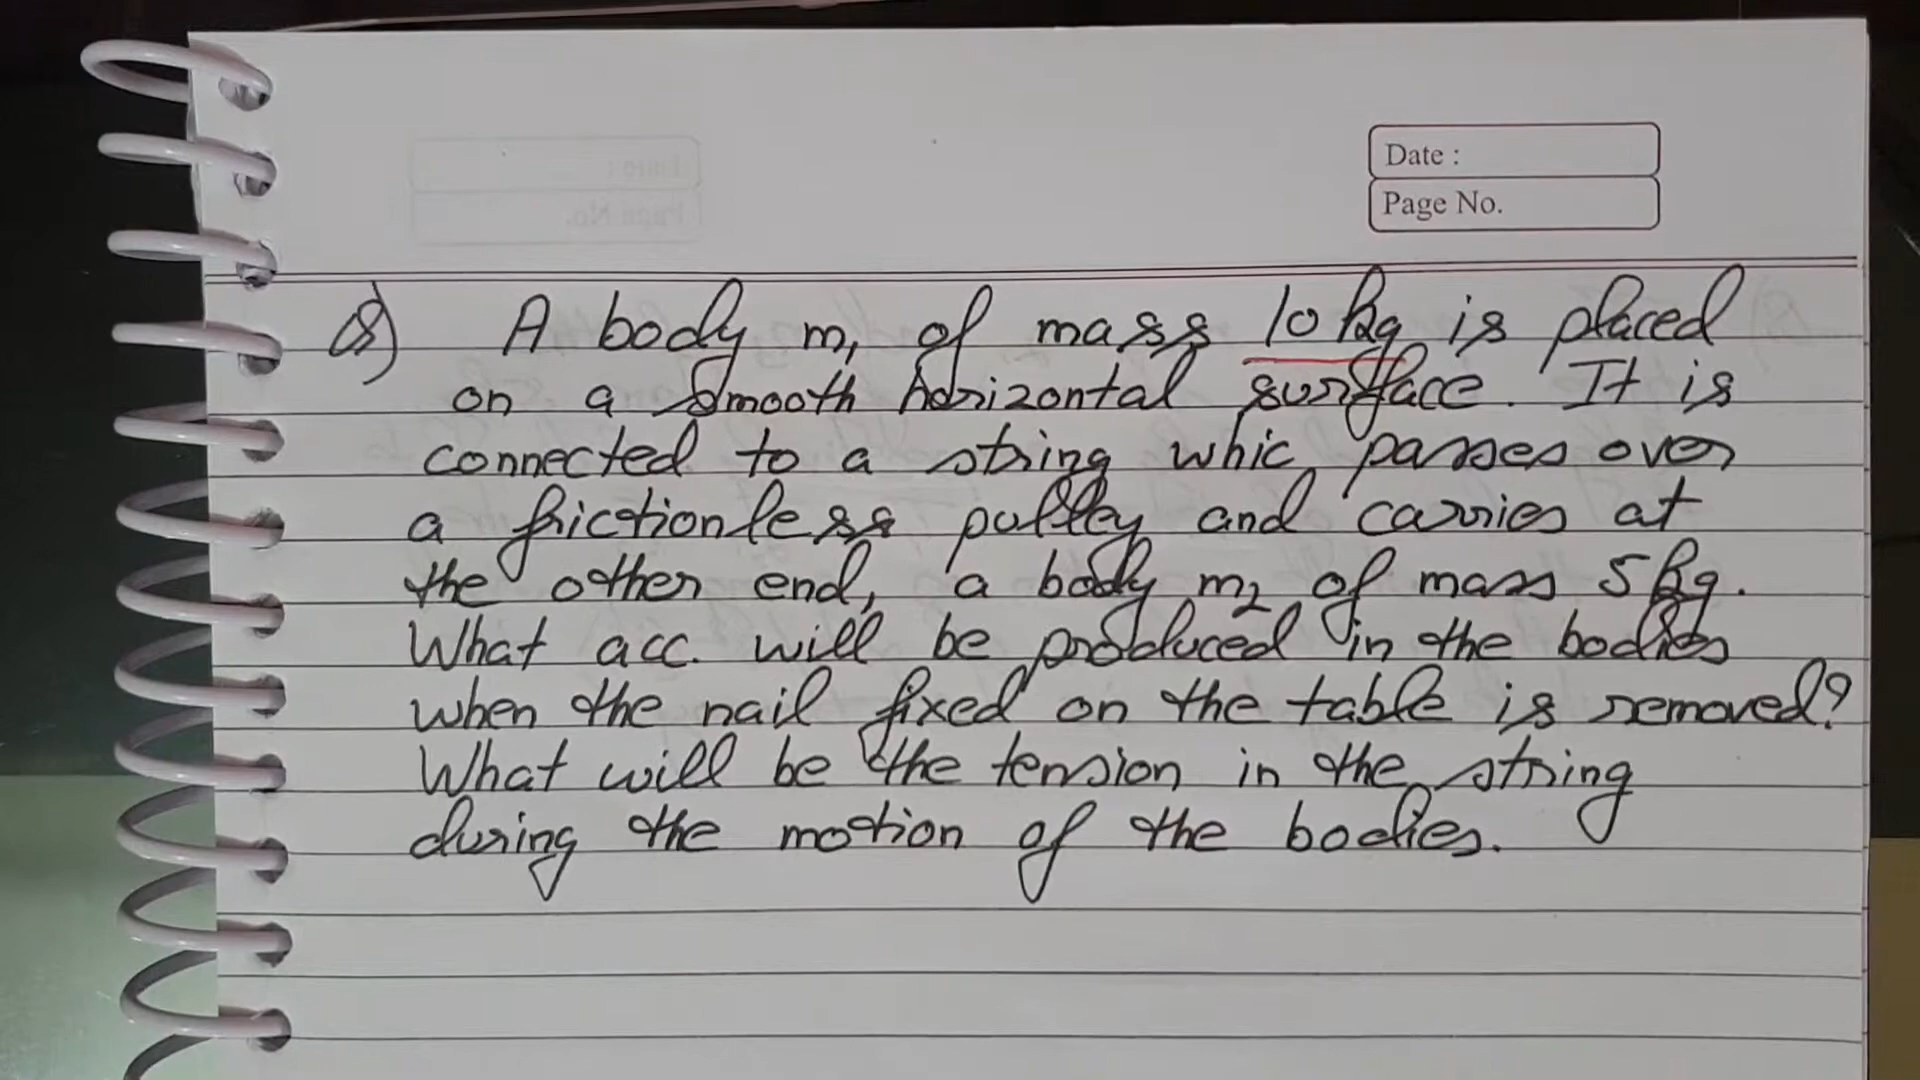 Date :
Page No.
Q) A body m₁ of mass 10 kg is placed
on a smooth horizontal surface. It is
connected to a string whic passes over
a frictionless pulley and carries at
the other end, a body m₂ of mass 5 kg.
What acc. will be produced in the bodies
when the nail fixed on the table is removed?
What will be the tension in the string
during the motion of the bodies.